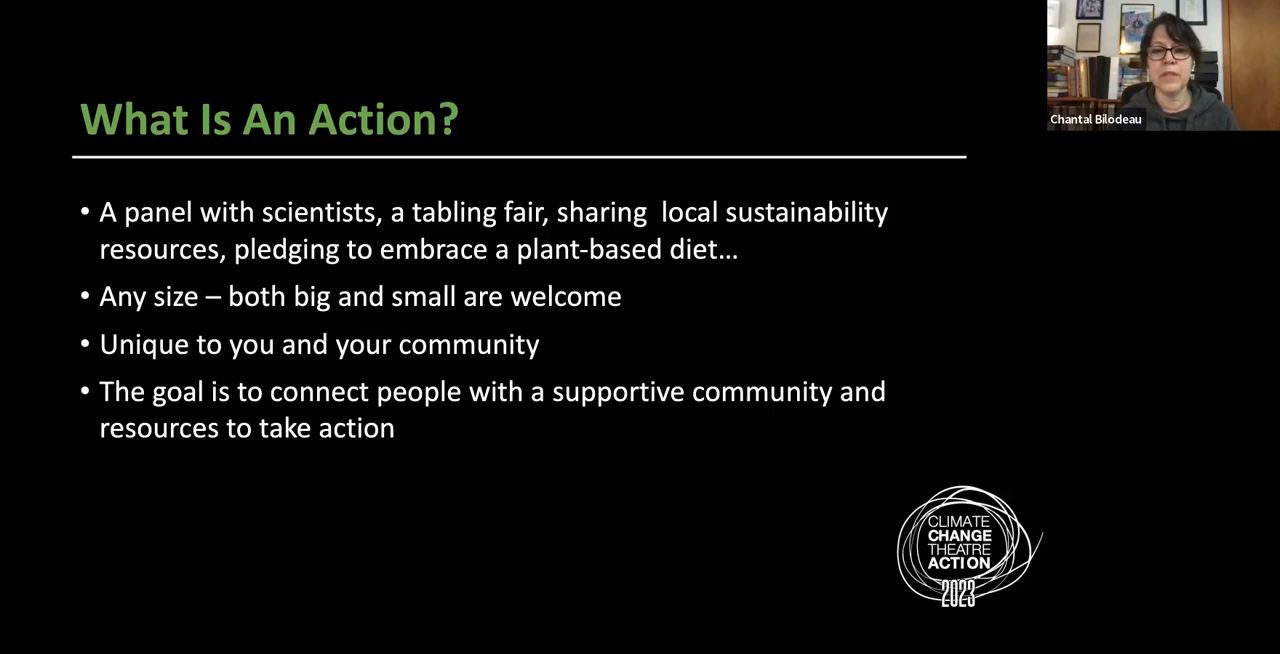 What Is An Action?
• A panel with scientists, a tabling fair, sharing  local sustainability
resources, pledging to embrace a plant-based diet…
• Any size – both big and small are welcome
• Unique to you and your community
• The goal is to connect people with a supportive community and
resources to take action
Chantal Bilodeau
CLIMATE
CHANGE
THEATRE
ACTION
2023